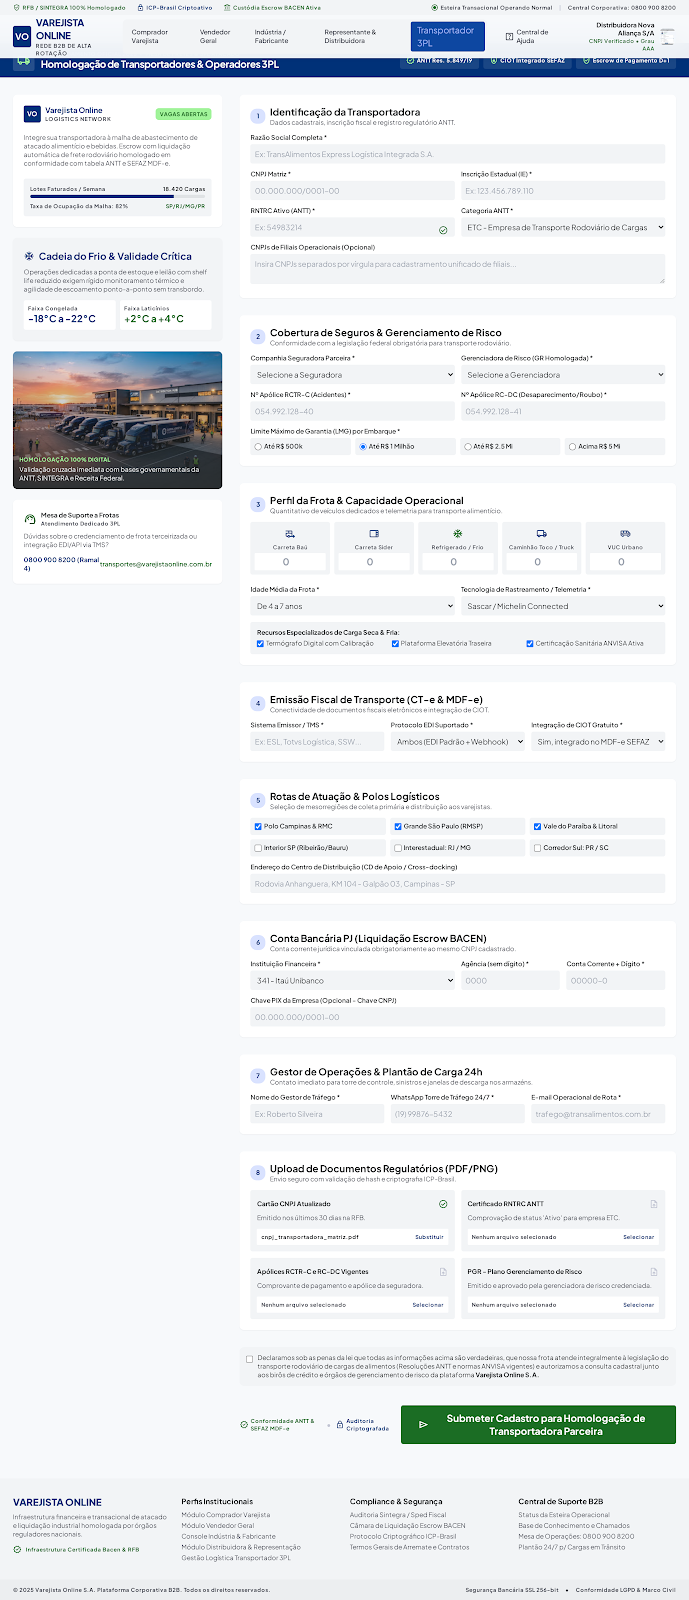 RFB / SINTEGRA 100% Homologado
ICP-Brasil Criptoativo
Custódia Escrow BACEN Ativa
Esteira Transacional Operando Normal
Central Corporativa: 0800 900 8200
VO
VAREJISTA ONLINE
REDE B2B DE ALTA ROTAÇÃO
Comprador Varejista
Vendedor Geral
Indústria / Fabricante
Representante & Distribuidora
Transportador 3PL
Central de Ajuda
Distribuidora Nova Aliança S/A
CNPJ Verificado • Grau AAA
Homologação de Transportadores & Operadores 3PL
ANTT Res. 5.849/19
CIOT Integrado SEFAZ
Escrow de Pagamento D+1
VO
Varejista Online
LOGISTICS NETWORK
VAGAS ABERTAS
Integre sua transportadora à malha de abastecimento de
atacado alimentício e bebidas. Escrow com liquidação
automática de frete rodoviário homologado em
conformidade com tabela ANTT e SEFAZ MDF-e.
Lotes Faturados / Semana
18.420 Cargas
Taxa de Ocupação da Malha: 82%
SP/RJ/MG/PR
Cadeia do Frio & Validade Crítica
Operações dedicadas a ponta de estoque e leilão com shelf
life reduzido exigem rígido monitoramento térmico e
agilidade de escoamento ponto-a-ponto sem transbordo.
Faixa Congelada
-18°C a -22°C
Faixa Laticínios
+2°C a +4°C
HOMOLOGAÇÃO 100% DIGITAL
Validação cruzada imediata com bases governamentais da
ANTT, SINTEGRA e Receita Federal.
Mesa de Suporte a Frotas
Atendimento Dedicado 3PL
Dúvidas sobre o credenciamento de frota terceirizada ou
integração EDI/API via TMS?
0800 900 8200 (Ramal 4)
transportes@varejistaonline.com.br
1
Identificação da Transportadora
Dados cadastrais, inscrição fiscal e registro regulatório ANTT.
Razão Social Completa *
Ex: TransAlimentos Express Logística Integrada S.A.
CNPJ Matriz *
Inscrição Estadual (IE) *
00.000.000/0001-00
Ex: 123.456.789.110
RNTRC Ativo (ANTT) *
Categoria ANTT *
Ex: 54983214
ETC - Empresa de Transporte Rodoviário de Cargas
CNPJs de Filiais Operacionais (Opcional)
Insira CNPJs separados por vírgula para cadastramento unificado de filiais...
2
Cobertura de Seguros & Gerenciamento de Risco
Conformidade com a legislação federal obrigatória para transporte rodoviário.
Companhia Seguradora Parceira *
Gerenciadora de Risco (GR Homologada) *
Selecione a Seguradora
Selecione a Gerenciadora
Nº Apólice RCTR-C (Acidentes) *
Nº Apólice RC-DC (Desaparecimento/Roubo) *
054.992.128-40
054.992.128-41
Limite Máximo de Garantia (LMG) por Embarque *
Até R$ 500k
Até R$ 1 Milhão
Até R$ 2.5 Mi
Acima R$ 5 Mi
3
Perfil da Frota & Capacidade Operacional
Quantitativo de veículos dedicados e telemetria para transporte alimentício.
Carreta Baú
Carreta Sider
Refrigerado / Frio
Caminhão Toco / Truck
VUC Urbano
0
0
0
0
0
Idade Média da Frota *
Tecnologia de Rastreamento / Telemetria *
De 4 a 7 anos
Sascar / Michelin Connected
Recursos Especializados de Carga Seca & Fria:
Termógrafo Digital com Calibração
Plataforma Elevatória Traseira
Certificação Sanitária ANVISA Ativa
4
Emissão Fiscal de Transporte (CT-e & MDF-e)
Conectividade de documentos fiscais eletrônicos e integração de CIOT.
Sistema Emissor / TMS *
Protocolo EDI Suportado *
Integração de CIOT Gratuito *
Ex: ESL, Totvs Logística, SSW...
Ambos (EDI Padrão + Webhook)
Sim, integrado no MDF-e SEFAZ
5
Rotas de Atuação & Polos Logísticos
Seleção de mesorregiões de coleta primária e distribuição aos varejistas.
Polo Campinas & RMC
Grande São Paulo (RMSP)
Vale do Paraíba & Litoral
Interior SP (Ribeirão/Bauru)
Interestadual: RJ / MG
Corredor Sul: PR / SC
Endereço do Centro de Distribuição (CD de Apoio / Cross-docking)
Rodovia Anhanguera, KM 104 - Galpão 03, Campinas - SP
6
Conta Bancária PJ (Liquidação Escrow BACEN)
Conta corrente jurídica vinculada obrigatoriamente ao mesmo CNPJ cadastrado.
Instituição Financeira *
Agência (sem dígito) *
Conta Corrente + Dígito *
341 - Itaú Unibanco
0000
00000-0
Chave PIX da Empresa (Opcional - Chave CNPJ)
00.000.000/0001-00
7
Gestor de Operações & Plantão de Carga 24h
Contato imediato para torre de controle, sinistros e janelas de descarga nos armazéns.
Nome do Gestor de Tráfego *
WhatsApp Torre de Tráfego 24/7 *
E-mail Operacional de Rota *
Ex: Roberto Silveira
(19) 99876-5432
trafego@transalimentos.com.br
8
Upload de Documentos Regulatórios (PDF/PNG)
Envio seguro com validação de hash e criptografia ICP-Brasil.
Cartão CNPJ Atualizado
Emitido nos últimos 30 dias na RFB.
cnpj_transportadora_matriz.pdf
Substituir
Certificado RNTRC ANTT
Comprovação de status 'Ativo' para empresa ETC.
Nenhum arquivo selecionado
Selecionar
Apólices RCTR-C e RC-DC Vigentes
Comprovante de pagamento e apólice da seguradora.
Nenhum arquivo selecionado
Selecionar
PGR - Plano Gerenciamento de Risco
Emitido e aprovado pela gerenciadora de risco credenciada.
Nenhum arquivo selecionado
Selecionar
Declaramos sob as penas da lei que todas as informações acima são verdadeiras, que nossa frota atende integralmente à legislação do
transporte rodoviário de cargas de alimentos (Resoluções ANTT e normas ANVISA vigentes) e autorizamos a consulta cadastral junto
aos birôs de crédito e órgãos de gerenciamento de risco da plataforma Varejista Online S.A.
Conformidade ANTT & SEFAZ MDF-e
•
Auditoria Criptografada
Submeter Cadastro para Homologação de
Transportadora Parceira
VAREJISTA ONLINE
Infraestrutura financeira e transacional de atacado
e liquidação industrial homologada por órgãos
reguladores nacionais.
Infraestrutura Certificada Bacen & RFB
Perfis Institucionais
Módulo Comprador Varejista
Módulo Vendedor Geral
Console Indústria & Fabricante
Módulo Distribuidora & Representação
Gestão Logística Transportador 3PL
Compliance & Segurança
Auditoria Sintegra / Sped Fiscal
Câmara de Liquidação Escrow BACEN
Protocolo Criptográfico ICP-Brasil
Termos Gerais de Arremate e Contratos
Central de Suporte B2B
Status da Esteira Operacional
Base de Conhecimento e Chamados
Mesa de Operações: 0800 900 8200
Plantão 24/7 p/ Cargas em Trânsito
© 2025 Varejista Online S.A. Plataforma Corporativa B2B. Todos os direitos reservados.
Segurança Bancária SSL 256-bit • Conformidade LGPD & Marco Civil